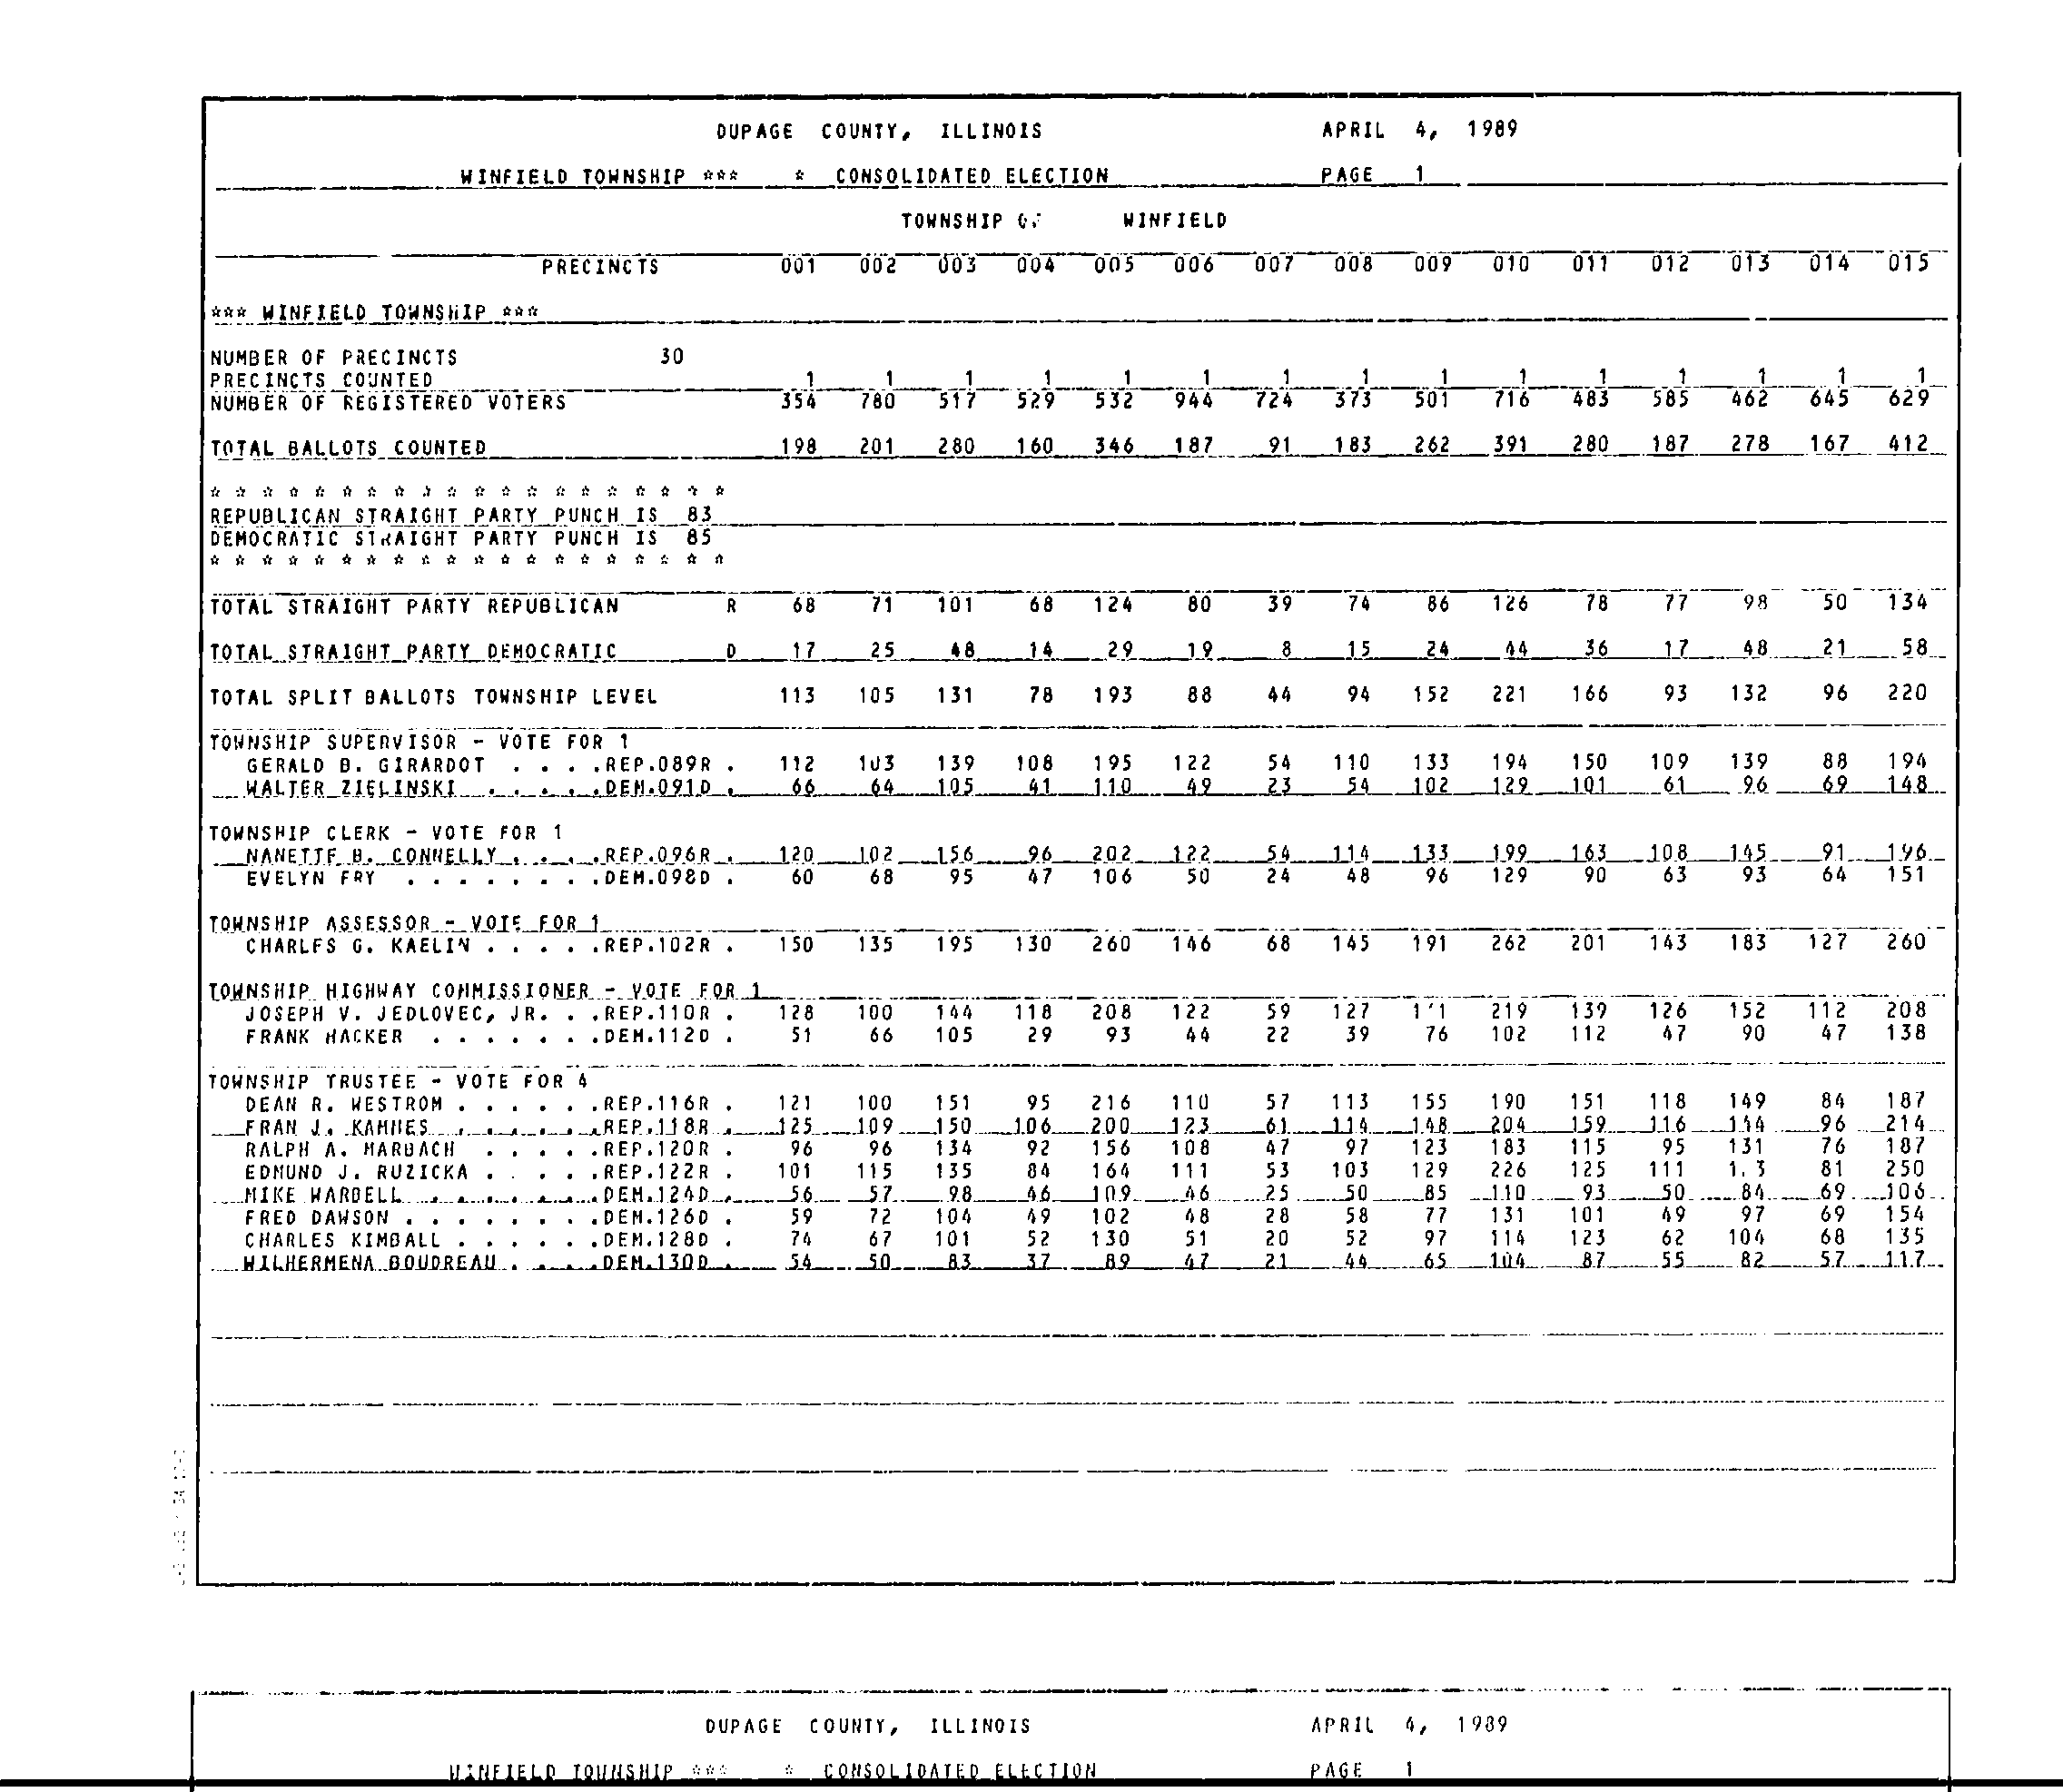 DUPAGE COUNTY, ILLINOIS APRIL 4, 1989
WINFIELD TOWNSHIP *** * CONSOLIDATED ELECTION PAGE 1
TOWNSHIP WINFIELD
PRECINCTS 001 002 003 004 005 006 007 008 009 010 011 012 013 014 015
*** WINFIELD TOWNSHIP ***
NUMBER OF PRECINCTS 30
PRECINCTS COUNTED 1 1 1 1 1 1 1 1 1 1 1 1 1 1 1
NUMBER OF REGISTERED VOTERS 354 780 517 529 532 944 724 373 501 716 483 585 462 645 629
TOTAL BALLOTS COUNTED 198 201 280 160 346 187 91 183 262 391 280 187 278 167 412
* * * * * * * * * * * * * * * * * * * *
REPUBLICAN STRAIGHT PARTY PUNCH IS 83
DEMOCRATIC STRAIGHT PARTY PUNCH IS 85
* * * * * * * * * * * * * * * * * * * *
TOTAL STRAIGHT PARTY REPUBLICAN R 68 71 101 68 124 80 39 74 86 126 78 77 98 50 134
TOTAL STRAIGHT PARTY DEMOCRATIC D 17 25 48 14 29 19 8 15 24 44 36 17 48 21 58
TOTAL SPLIT BALLOTS TOWNSHIP LEVEL 113 105 131 78 193 88 44 94 152 221 166 93 132 96 220
TOWNSHIP SUPERVISOR - VOTE FOR 1
GERALD B. GIRARDOT . . . .REP.089R . 112 103 139 108 195 122 54 110 133 194 150 109 139 88 194
WALTER ZIELINSKI . . . . .DEM.091D . 66 64 105 41 110 49 23 54 102 129 101 61 96 69 148
TOWNSHIP CLERK - VOTE FOR 1
NANETTE B. CONNELLY . . . .REP.096R . 120 102 156 96 202 122 54 114 133 199 163 108 145 91 196
EVELYN FRY . . . . . . . .DEM.098D . 60 68 95 47 106 50 24 48 96 129 90 63 93 64 151
TOWNSHIP ASSESSOR - VOTE FOR 1
CHARLES G. KAELIN . . . . .REP.102R . 150 135 195 130 260 146 68 145 191 262 201 143 183 127 260
TOWNSHIP HIGHWAY COMMISSIONER - VOTE FOR 1
JOSEPH V. JEDLOVEC, JR. . .REP.110R . 128 100 144 118 208 122 59 127 219 139 126 152 112 208
FRANK HACKER . . . . . . .DEM.112D . 51 66 105 29 93 44 22 39 76 102 112 47 90 47 138
TOWNSHIP TRUSTEE - VOTE FOR 4
DEAN R. WESTROM . . . . . .REP.116R . 121 100 151 95 216 110 57 113 155 190 151 118 149 84 187
FRAN J. KAMMES . . . . . .REP.118R . 125 109 150 106 200 123 61 114 148 204 159 116 144 96 214
RALPH A. MARBACH . . . . .REP.120R . 96 96 134 92 156 108 47 97 123 183 115 95 131 76 187
EDMUND J. RUZICKA . . . . .REP.122R . 101 115 135 84 164 111 53 103 129 226 125 111 81 250
MIKE WARBELL . . . . . . .DEM.124D . 56 57 98 46 109 46 25 50 85 110 93 50 84 69 106
FRED DAWSON . . . . . . . .DEM.126D . 59 72 104 49 102 48 28 58 77 131 101 49 97 69 154
CHARLES KIMBALL . . . . . .DEM.128D . 74 67 101 52 130 51 20 52 97 114 123 62 104 68 135
WILHERMENA BOUDREAU . . . .DEM.130D . 54 50 83 37 89 47 21 44 65 104 87 55 82 57 117
DUPAGE COUNTY, ILLINOIS APRIL 4, 1989
WINFIELD TOWNSHIP *** * CONSOLIDATED ELECTION PAGE 1